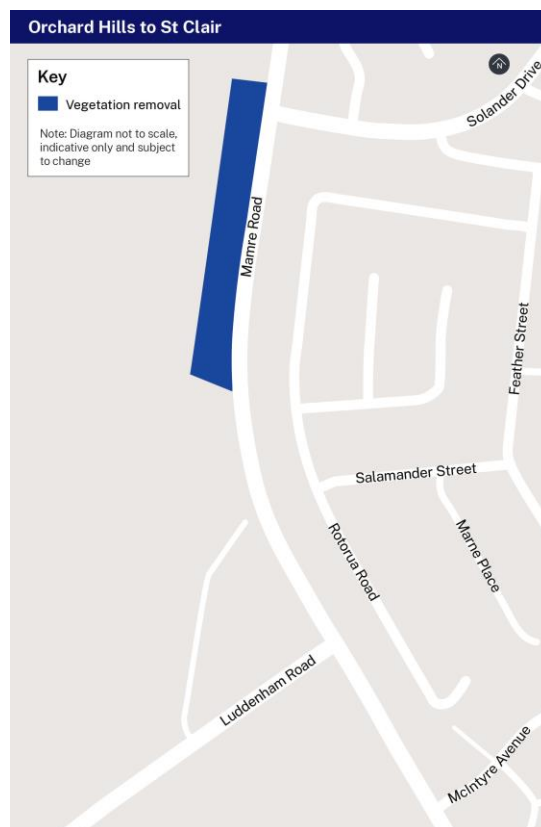 Orchard Hills to St Clair
Key
Vegetation removal
Note: Diagram not to scale,
indicative only and subject
to change
N
Solander Drive
Mamre Road
Feather Street
Salamander Street
Rotorua Road
Marne Place
Luddenham Road
McIntyre Avenue